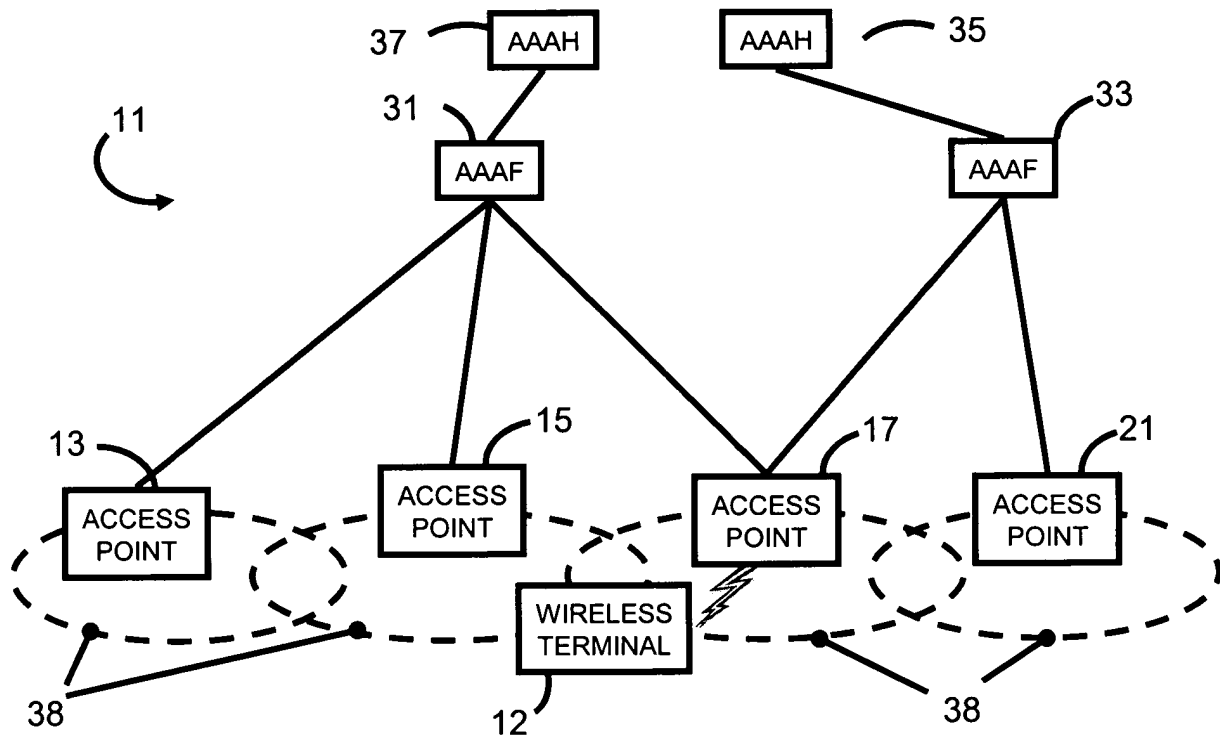 37
AAAH
AAAH
35
11
31
AAAF
33
AAAF
13
15
17
21
ACCESS
POINT
ACCESS
POINT
ACCESS
POINT
ACCESS
POINT
WIRELESS
TERMINAL
38
12
38